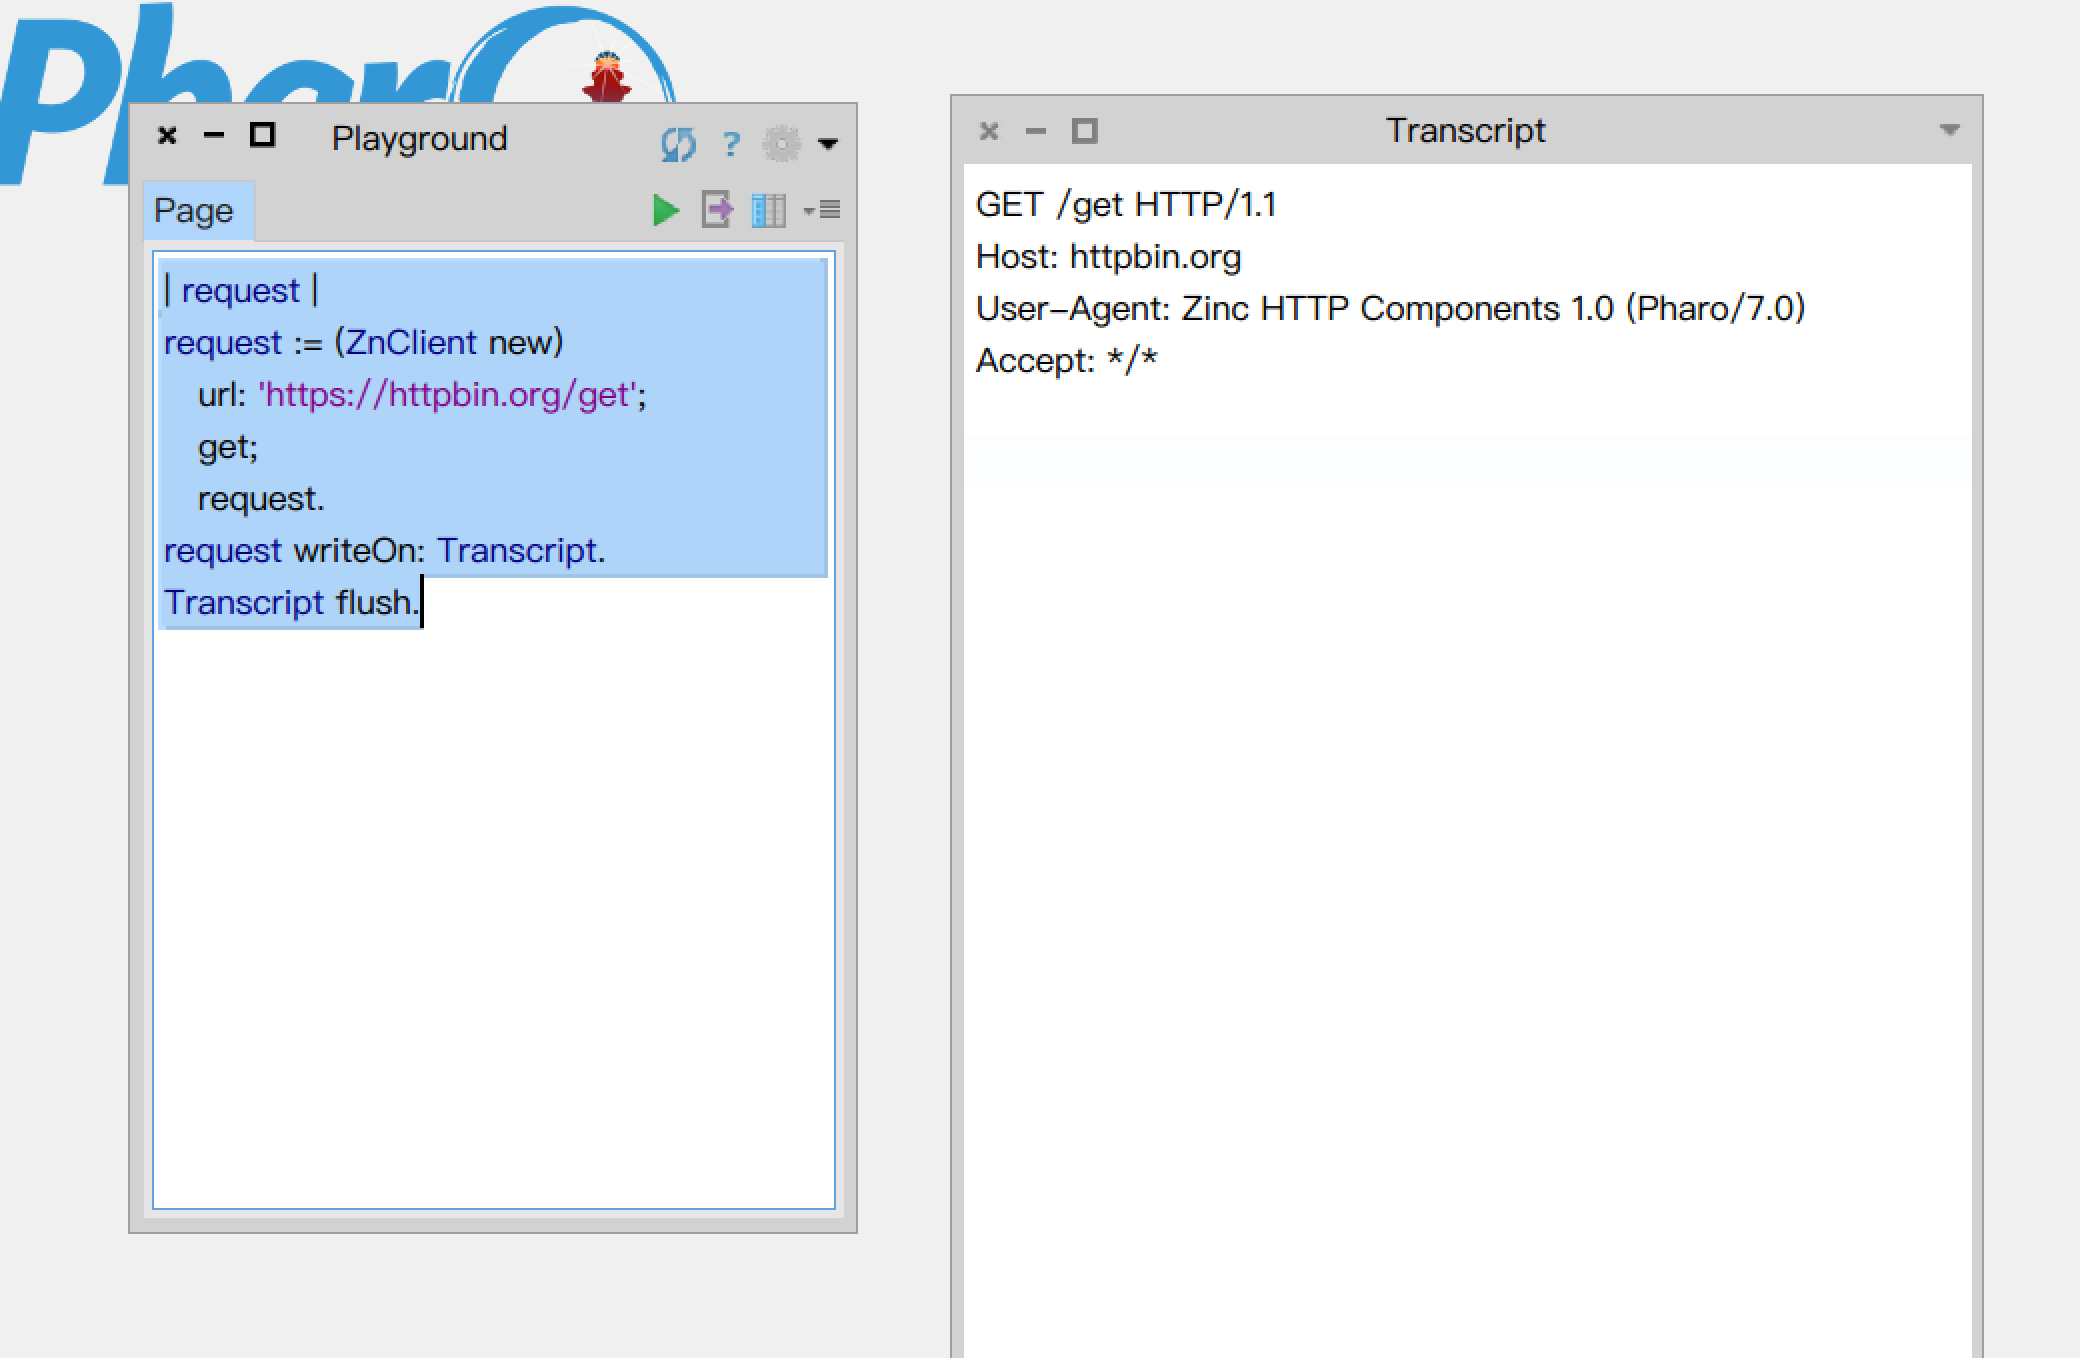 Pharo
Playground
?
Page
| request |
request := (ZnClient new)
url: 'https://httpbin.org/get';
get;
request.
request writeOn: Transcript.
Transcript flush.
Transcript
GET /get HTTP/1.1
Host: httpbin.org
User-Agent: Zinc HTTP Components 1.0 (Pharo/7.0)
Accept: */*